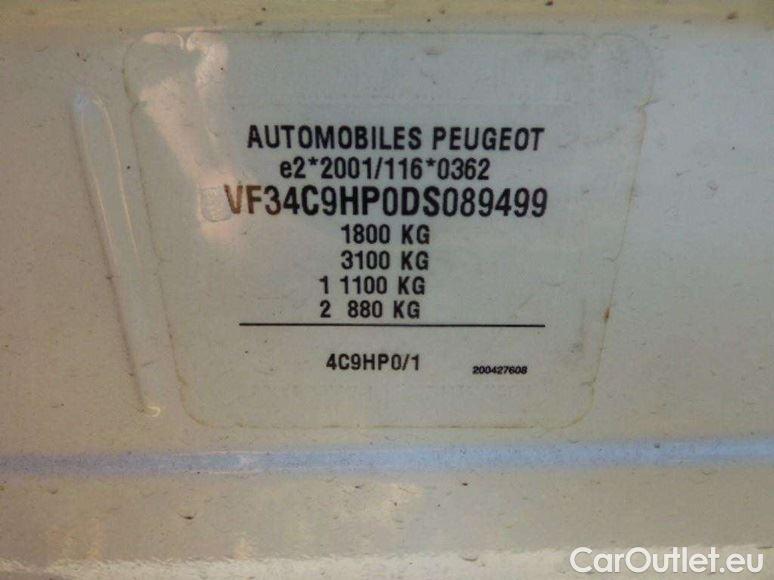 AUTOMOBILES PEUGEOT
e2*2001/116*0362
VF34C9HP0DS089499
1800 KG
3100 KG
1 1100 KG
2 880 KG
4C9HP0/1
200427608
CarOutlet.eu